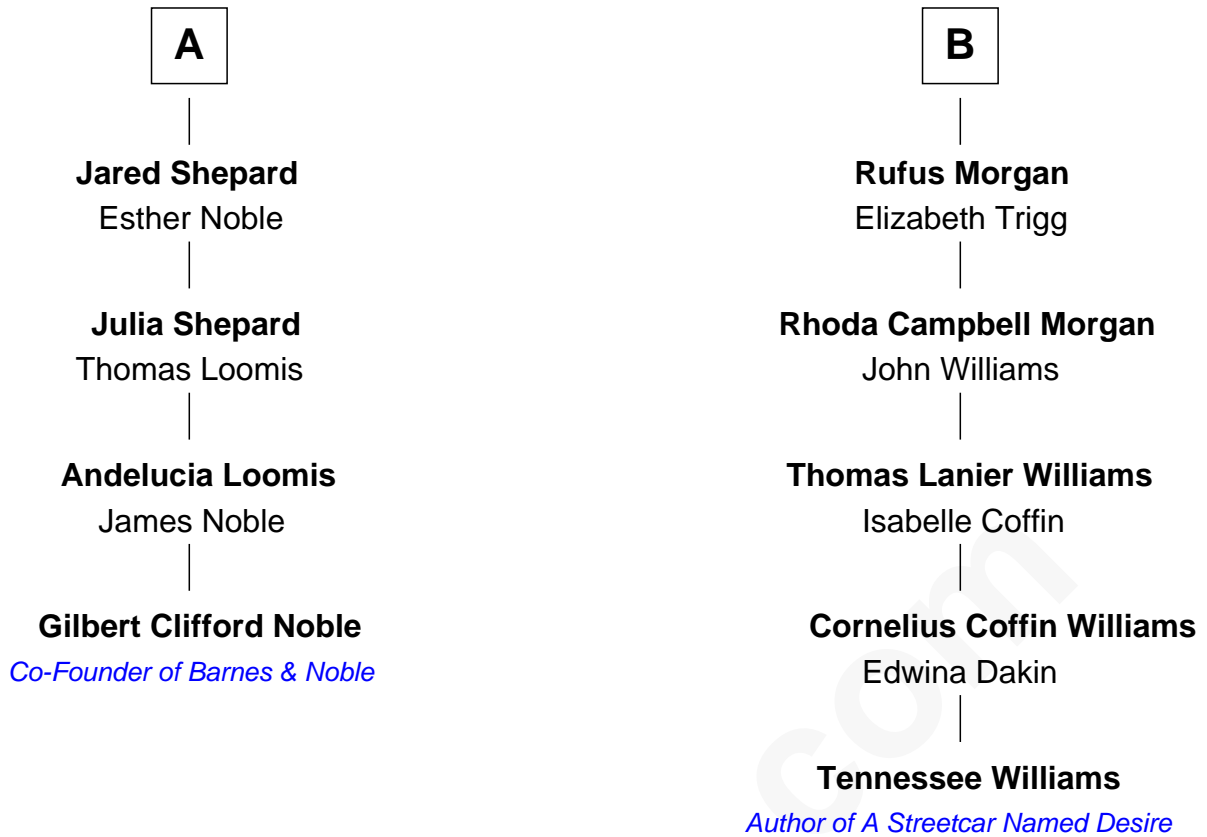 A
Jared Shepard
Esther Noble
Julia Shepard
Thomas Loomis
Andelucia Loomis
James Noble
Gilbert Clifford Noble
Co-Founder of Barnes & Noble
B
Rufus Morgan
Elizabeth Trigg
Rhoda Campbell Morgan
John Williams
Thomas Lanier Williams
Isabelle Coffin
Cornelius Coffin Williams
Edwina Dakin
Tennessee Williams
Author of A Streetcar Named Desire
com